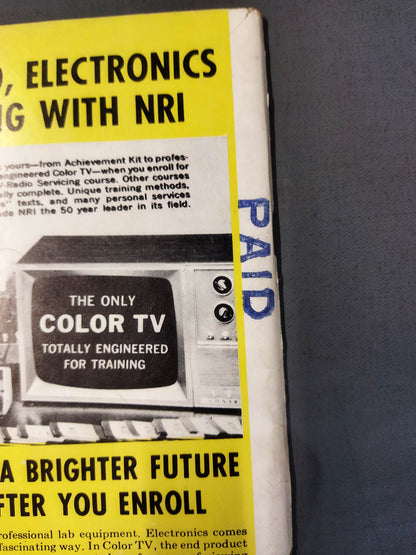 , ELECTRONICS
G WITH NRI
yours—from Achievement Kit to profes-
engineered Color TV—when you enroll for
-Radio Servicing course. Other courses
ly complete. Unique training methods,
" texts, and many personal services
de NRI the 50 year leader in its field.
PAID
THE ONLY
COLOR TV
TOTALLY ENGINEERED
FOR TRAINING
A BRIGHTER FUTURE
FTER YOU ENROLL
rofessional lab equipment. Electronics comes
fascinating way. In Color TV, the end product